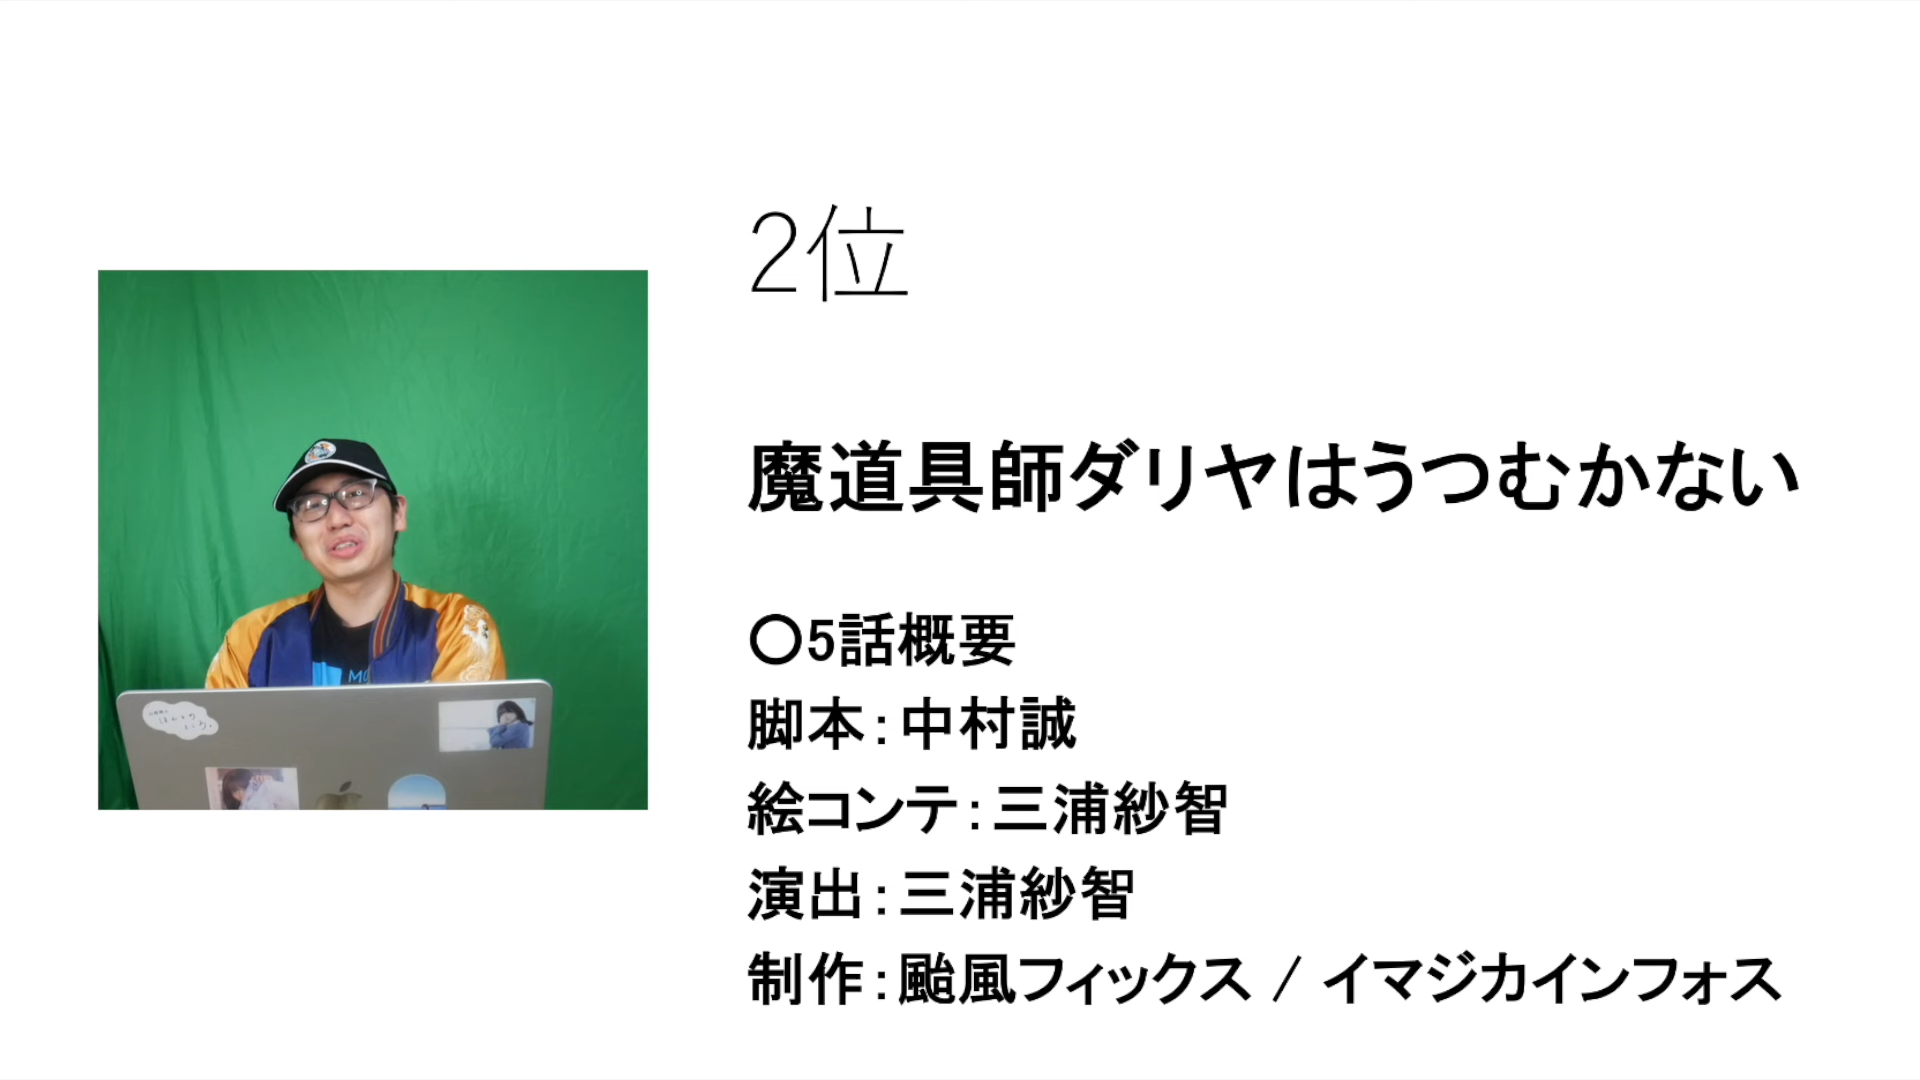 2位
魔道具師ダリヤはうつむかない
〇5話概要
脚本：中村誠
絵コンテ：三浦紗智
演出：三浦紗智
制作：颱風フィックス / イマジカインフォス